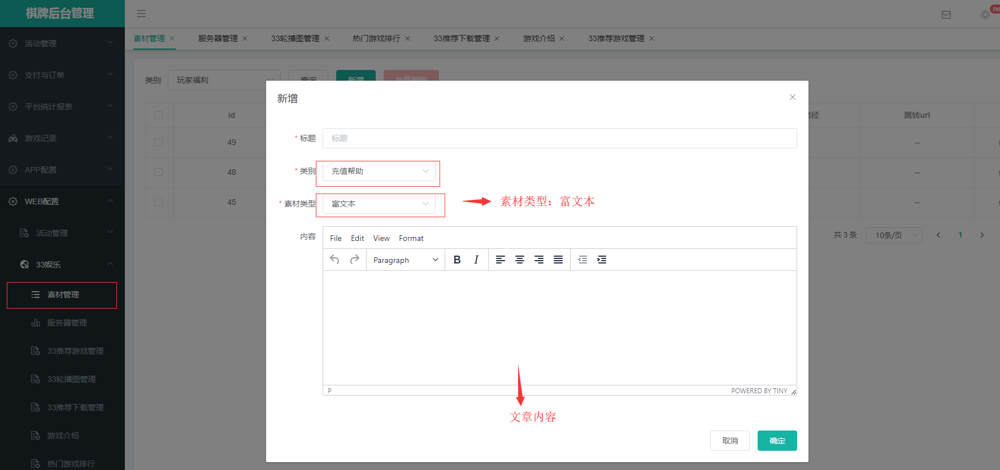 棋牌后台管理
new
素材管理 服务器管理 33轮播图管理 热门游戏排行 33推荐下载管理 游戏介绍 33推荐游戏管理
活动管理
支付与订单
平台统计报表
游戏记录
APP配置
WEB配置
活动管理
33娱乐
素材管理
服务器管理
33推荐游戏管理
33轮播图管理
33推荐下载管理
游戏介绍
热门游戏排行
类别 玩家福利 查询 新增 批量删除
id 路径 跳转url
49 --
48 --
45 --
共 3 条 10条/页 1
新增
* 标题 标题
* 类别 充值帮助
* 素材类型 富文本
素材类型：富文本
内容
File Edit View Format
Paragraph B I
P POWERED BY TINY
文章内容
取消 确定